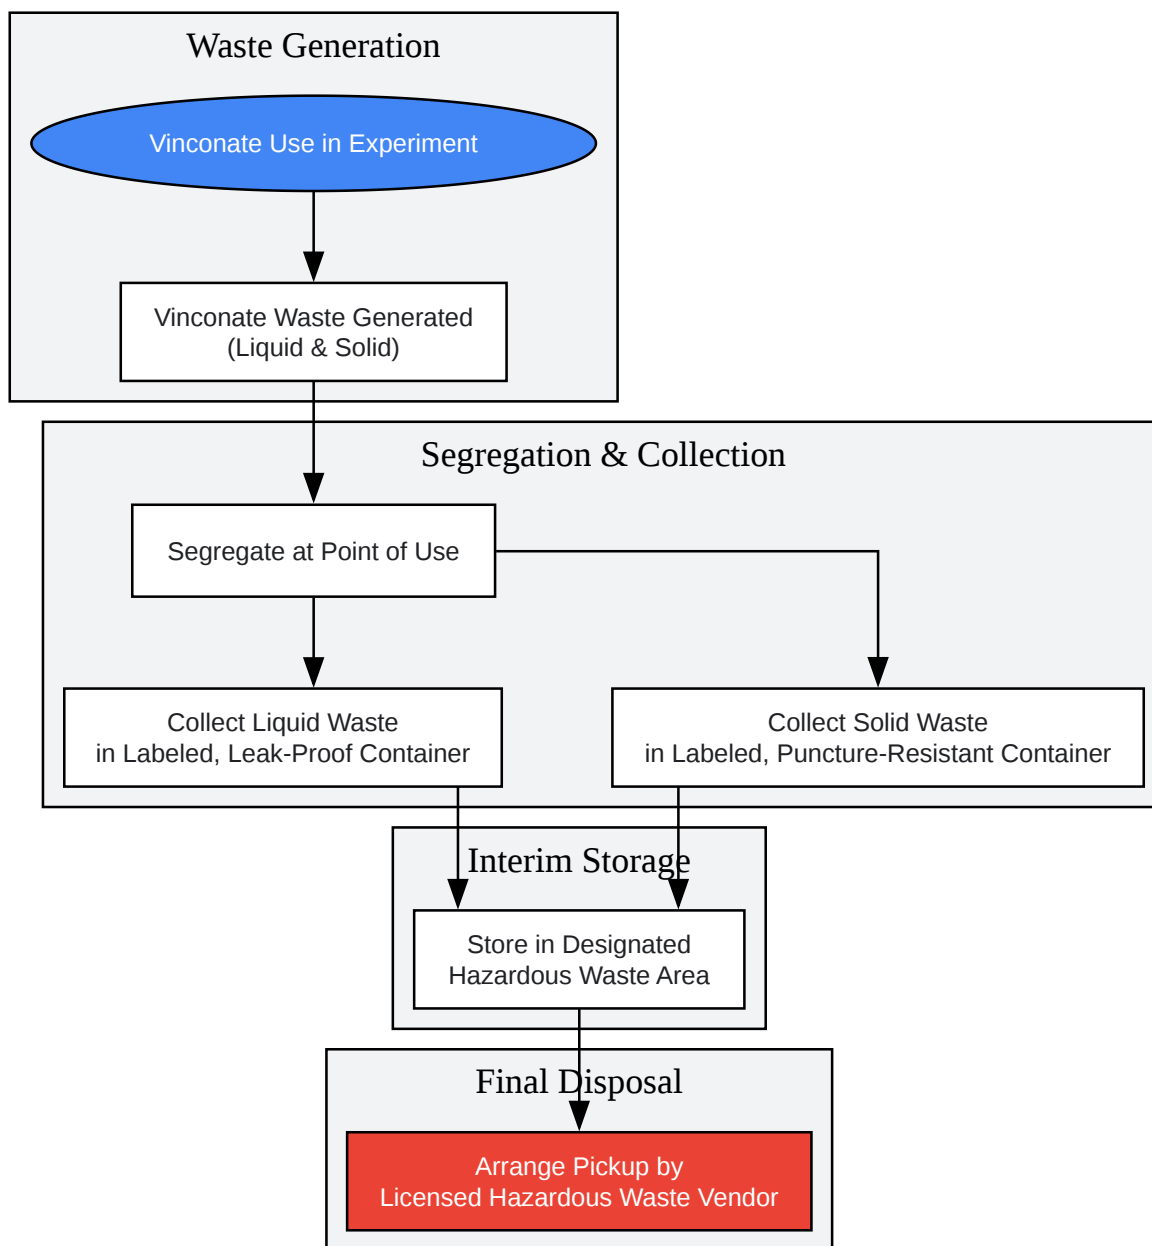 Waste Generation
Vinconate Use in Experiment
Vinconate Waste Generated
(Liquid & Solid)
Segregation & Collection
Segregate at Point of Use
Collect Liquid Waste
in Labeled, Leak-Proof Container
Collect Solid Waste
in Labeled, Puncture-Resistant Container
Interim Storage
Store in Designated
Hazardous Waste Area
Final Disposal
Arrange Pickup by
Licensed Hazardous Waste Vendor